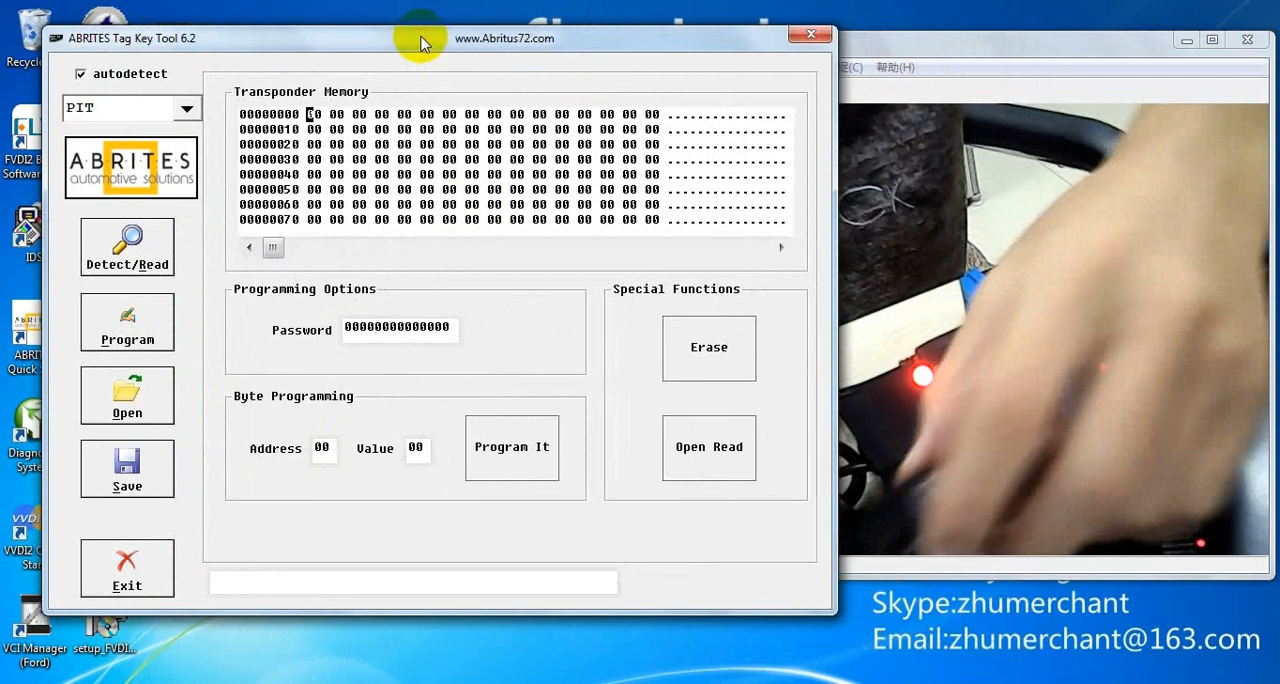 ABRITES Tag Key Tool 6.2
www.Abritus72.com
autodetect
PIT
ABRITES
automotive solutions
Detect/Read
Program
Open
Save
Exit
Transponder Memory
00000000 00 00 00 00 00 00 00 00 00 00 00 00 00 00 00 00 ................
00000010 00 00 00 00 00 00 00 00 00 00 00 00 00 00 00 00 ................
00000020 00 00 00 00 00 00 00 00 00 00 00 00 00 00 00 00 ................
00000030 00 00 00 00 00 00 00 00 00 00 00 00 00 00 00 00 ................
00000040 00 00 00 00 00 00 00 00 00 00 00 00 00 00 00 00 ................
00000050 00 00 00 00 00 00 00 00 00 00 00 00 00 00 00 00 ................
00000060 00 00 00 00 00 00 00 00 00 00 00 00 00 00 00 00 ................
00000070 00 00 00 00 00 00 00 00 00 00 00 00 00 00 00 00 ................
Programming Options
Password 00000000000000
Byte Programming
Address 00 Value 00 Program It
Special Functions
Erase
Open Read
(C) 帮助(H)
Recycle
FVDI2 B
Softwar
IDS
ABRI
Quick
Diagno
Syste
VVDI
VVDI2 C
Star
VCI Manager
(Ford)
setup_FVDI...
Skype:zhumerchant
Email:zhumerchant@163.com